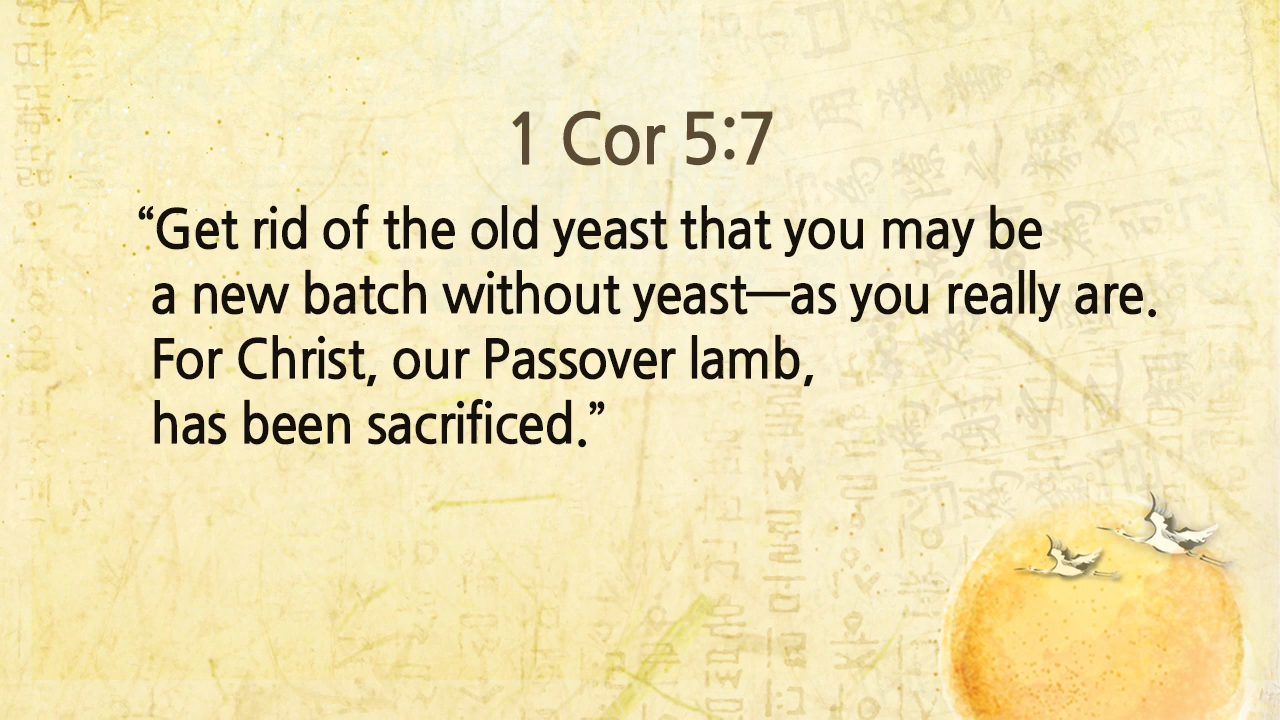 1 Cor 5:7
“Get rid of the old yeast that you may be
a new batch without yeast—as you really are.
For Christ, our Passover lamb,
has been sacrificed.”